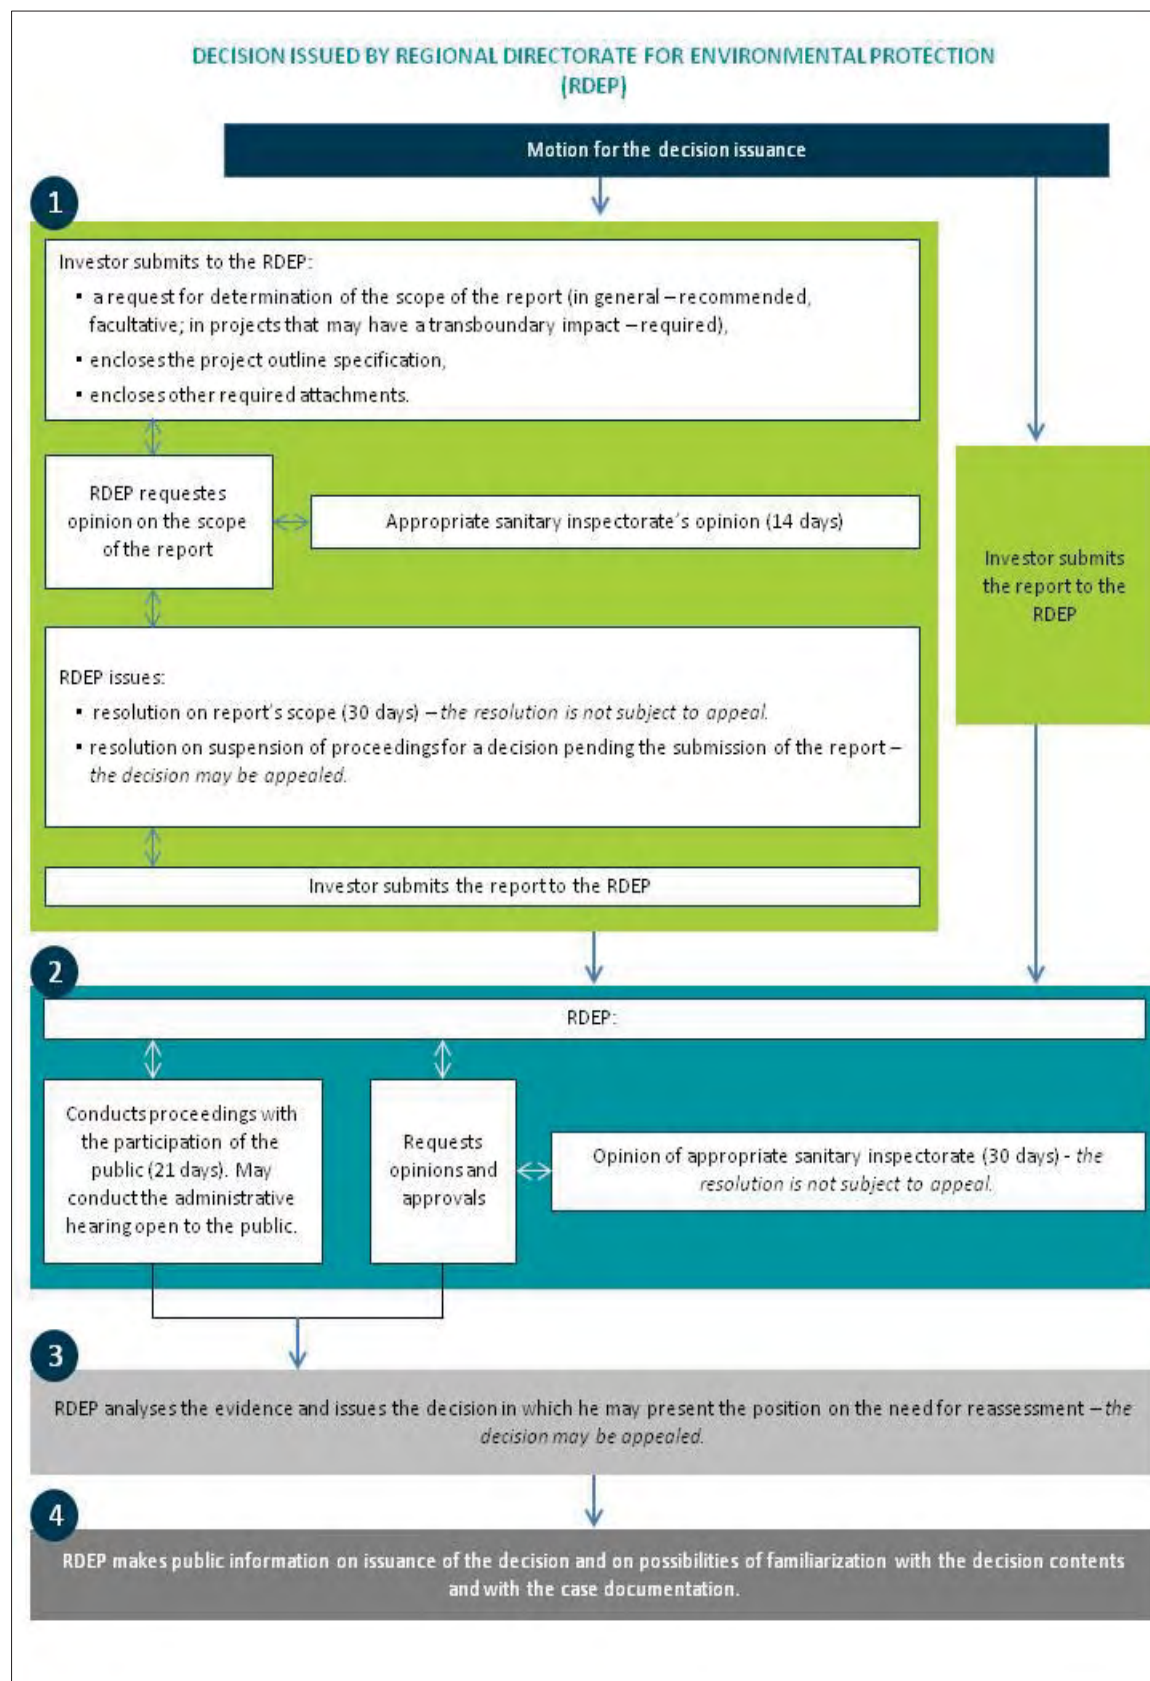 DECISION ISSUED BY REGIONAL DIRECTORATE FOR ENVIRONMENTAL PROTECTION
(RDEP)
Motion for the decision issuance
1
Investor submits to the RDEP:
▪ a request for determination of the scope of the report (in general – recommended,
facultative; in projects that may have a transboundary impact – required),
▪ encloses the project outline specification,
▪ encloses other required attachments.
RDEP requestes
opinion on the scope
of the report
Appropriate sanitary inspectorate's opinion (14 days)
Investor submits
the report to the
RDEP
RDEP issues:
▪ resolution on report's scope (30 days) – the resolution is not subject to appeal.
▪ resolution on suspension of proceedings for a decision pending the submission of the report –
the decision may be appealed.
Investor submits the report to the RDEP
2
RDEP:
Conducts proceedings with
the participation of the
public (21 days). May
conduct the administrative
hearing open to the public.
Requests
opinions and
approvals
Opinion of appropriate sanitary inspectorate (30 days) - the
resolution is not subject to appeal.
3
RDEP analyses the evidence and issues the decision in which he may present the position on the need for reassessment – the
decision may be appealed.
4
RDEP makes public information on issuance of the decision and on possibilities of familiarization with the decision contents
and with the case documentation.